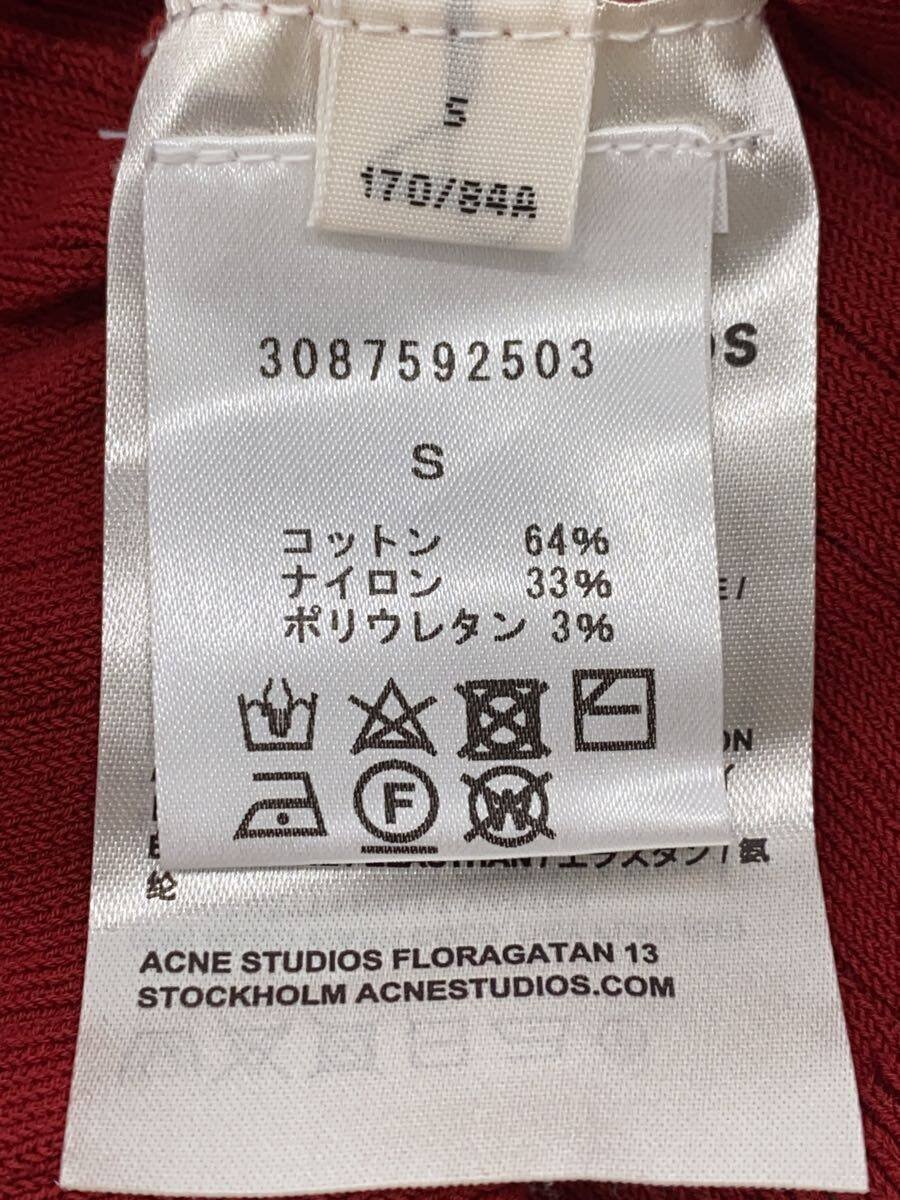 S
170/84A
3087592503
OS
S
コットン 64%
ナイロン 33%
ポリウレタン 3%
E/
ON
F
W
エラスタン / 氨
纶
ACNE STUDIOS FLORAGATAN 13
STOCKHOLM ACNESTUDIOS.COM